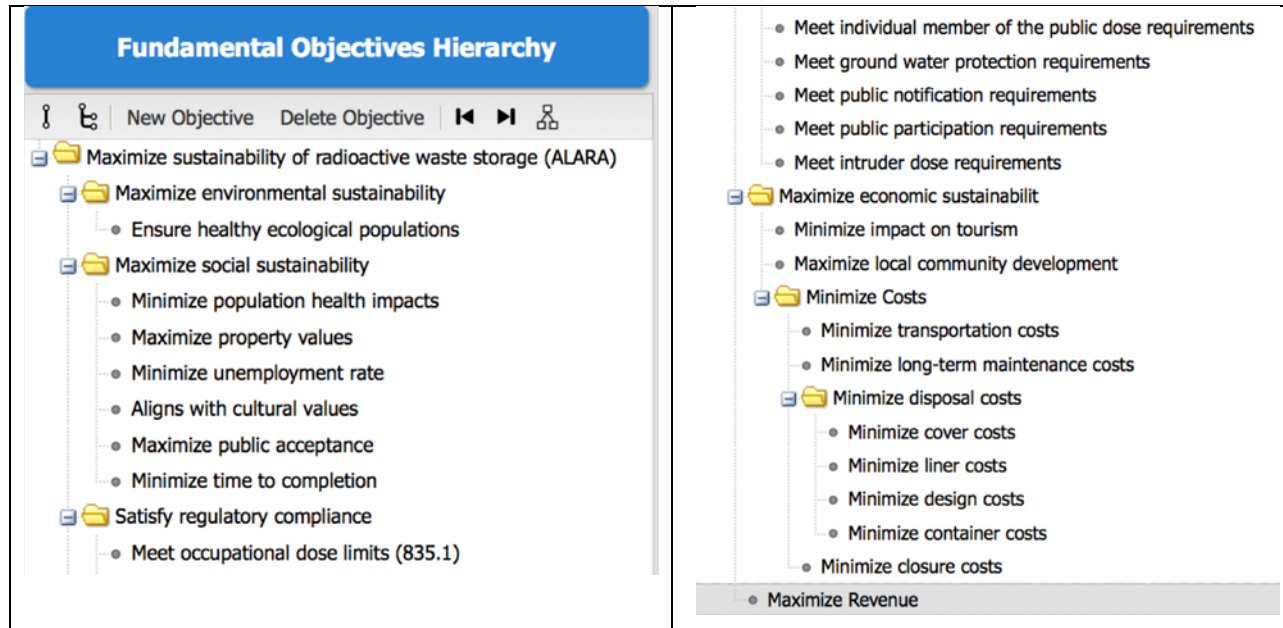 Fundamental Objectives Hierarchy
New Objective Delete Objective
Maximize sustainability of radioactive waste storage (ALARA)
Maximize environmental sustainability
Ensure healthy ecological populations
Maximize social sustainability
Minimize population health impacts
Maximize property values
Minimize unemployment rate
Aligns with cultural values
Maximize public acceptance
Minimize time to completion
Satisfy regulatory compliance
Meet occupational dose limits (835.1)
Meet individual member of the public dose requirements
Meet ground water protection requirements
Meet public notification requirements
Meet public participation requirements
Meet intruder dose requirements
Maximize economic sustainabilit
Minimize impact on tourism
Maximize local community development
Minimize Costs
Minimize transportation costs
Minimize long-term maintenance costs
Minimize disposal costs
Minimize cover costs
Minimize liner costs
Minimize design costs
Minimize container costs
Minimize closure costs
Maximize Revenue